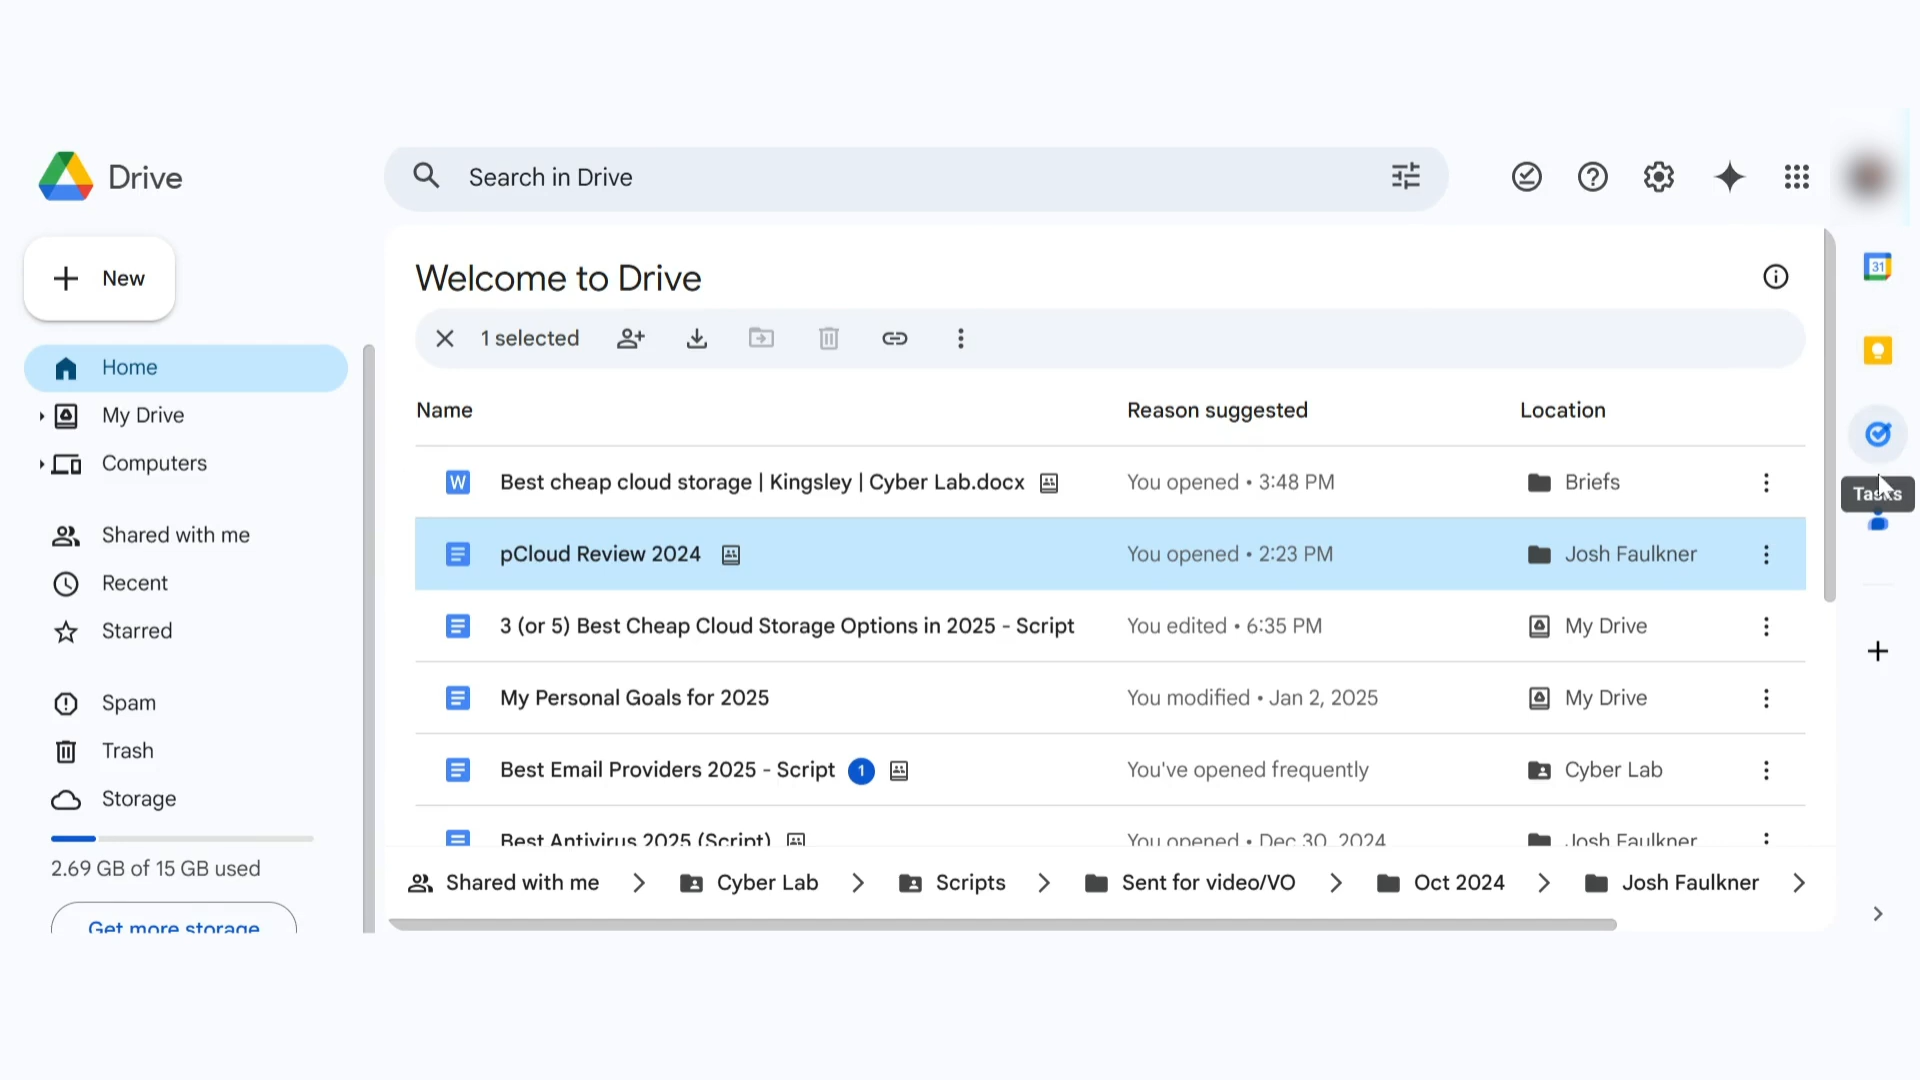 Drive
Search in Drive
New
Welcome to Drive
31
1 selected
Home
My Drive
Computers
Shared with me
Recent
Starred
Spam
Trash
Storage
2.69 GB of 15 GB used
Get more storage
Name Reason suggested Location
W Best cheap cloud storage | Kingsley | Cyber Lab.docx You opened • 3:48 PM Briefs
Tasks
pCloud Review 2024 You opened • 2:23 PM Josh Faulkner
3 (or 5) Best Cheap Cloud Storage Options in 2025 - Script You edited • 6:35 PM My Drive
My Personal Goals for 2025 You modified • Jan 2, 2025 My Drive
Best Email Providers 2025 - Script 1 You've opened frequently Cyber Lab
Best Antivirus 2025 (Script) You opened • Dec 30, 2024 Josh Faulkner
Shared with me Cyber Lab Scripts Sent for video/VO Oct 2024 Josh Faulkner